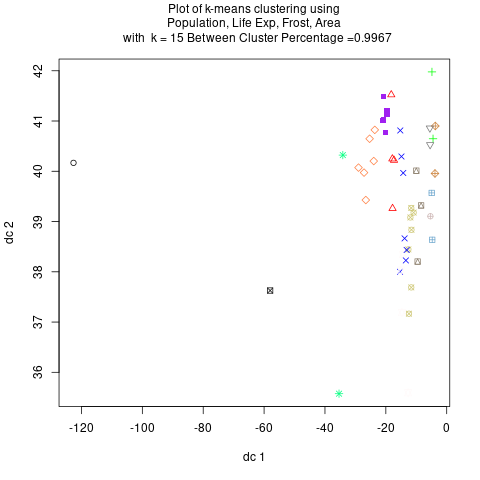 Plot of k-means clustering using
Population, Life Exp, Frost, Area
with k = 15 Between Cluster Percentage =0.9967
42
41
40
39
38
37
36
dc 2
-120
-100
-80
-60
-40
-20
0
dc 1